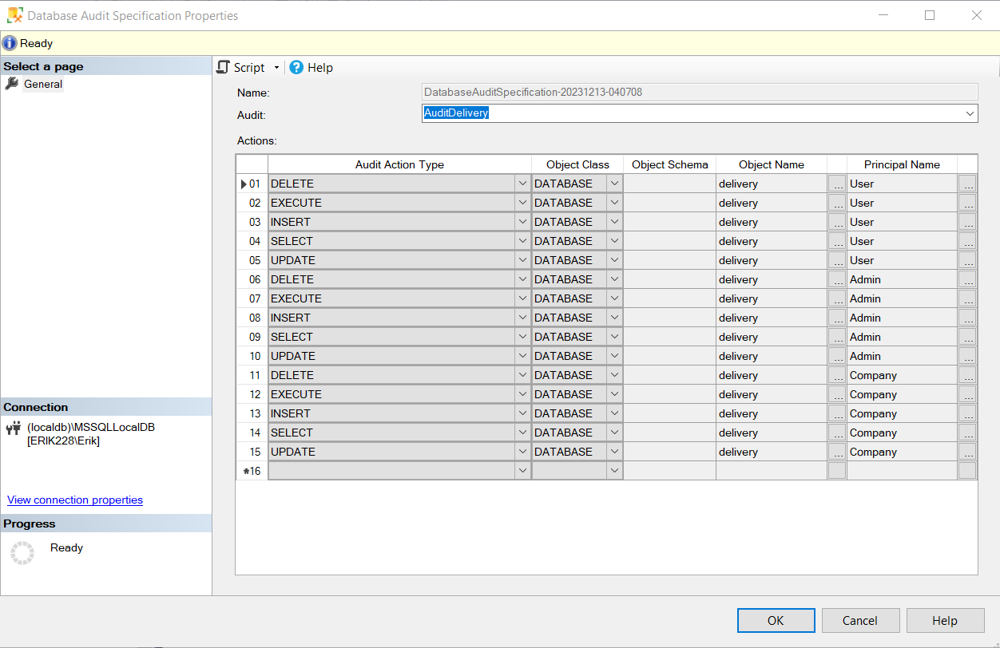 Database Audit Specification Properties
Ready
Select a page
General
Script
Help
Name:
DatabaseAuditSpecification-20231213-040708
Audit:
AuditDelivery
Actions:
Audit Action Type Object Class Object Schema Object Name Principal Name
01 DELETE DATABASE delivery ... User ...
02 EXECUTE DATABASE delivery ... User ...
03 INSERT DATABASE delivery ... User ...
04 SELECT DATABASE delivery ... User ...
05 UPDATE DATABASE delivery ... User ...
06 DELETE DATABASE delivery ... Admin ...
07 EXECUTE DATABASE delivery ... Admin ...
08 INSERT DATABASE delivery ... Admin ...
09 SELECT DATABASE delivery ... Admin ...
10 UPDATE DATABASE delivery ... Admin ...
11 DELETE DATABASE delivery ... Company ...
12 EXECUTE DATABASE delivery ... Company ...
13 INSERT DATABASE delivery ... Company ...
14 SELECT DATABASE delivery ... Company ...
15 UPDATE DATABASE delivery ... Company ...
*16
Connection
(localdb)\MSSQLLocalDB
[ERIK228\Erik]
View connection properties
Progress
Ready
OK
Cancel
Help